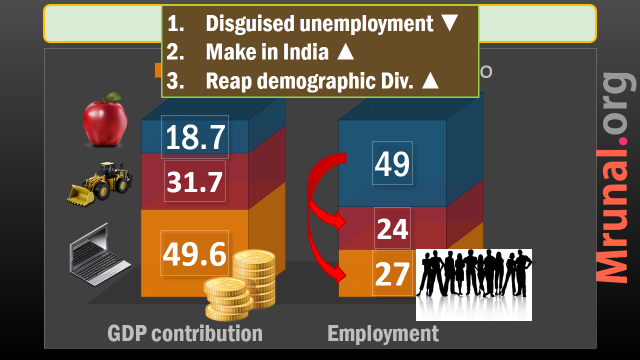 1. Disguised unemployment ▼
2. Make in India ▲
3. Reap demographic Div. ▲
18.7
31.7
49.6
49
24
27
GDP contribution
Employment
Mrunal.org